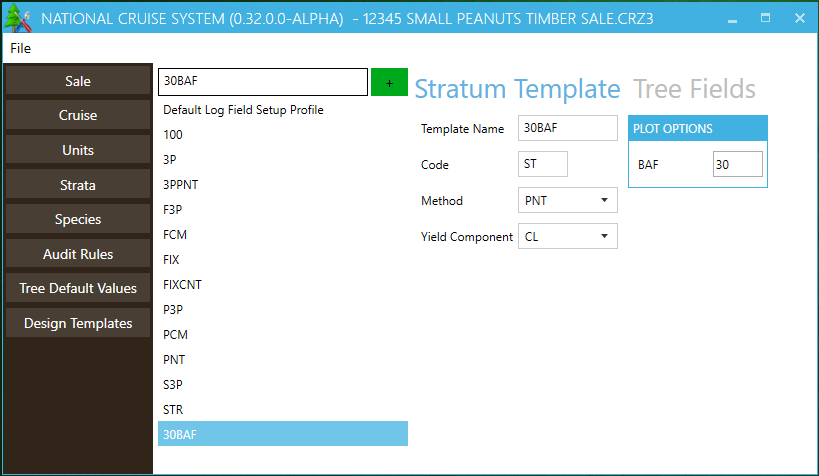 NATIONAL CRUISE SYSTEM (0.32.0.0-ALPHA) - 12345 SMALL PEANUTS TIMBER SALE.CRZ3
File
Sale
Cruise
Units
Strata
Species
Audit Rules
Tree Default Values
Design Templates
30BAF
+
Default Log Field Setup Profile
100
3P
3PPNT
F3P
FCM
FIX
FIXCNT
P3P
PCM
PNT
S3P
STR
30BAF
Stratum Template Tree Fields
Template Name 30BAF
Code ST
Method PNT
Yield Component CL
PLOT OPTIONS
BAF 30